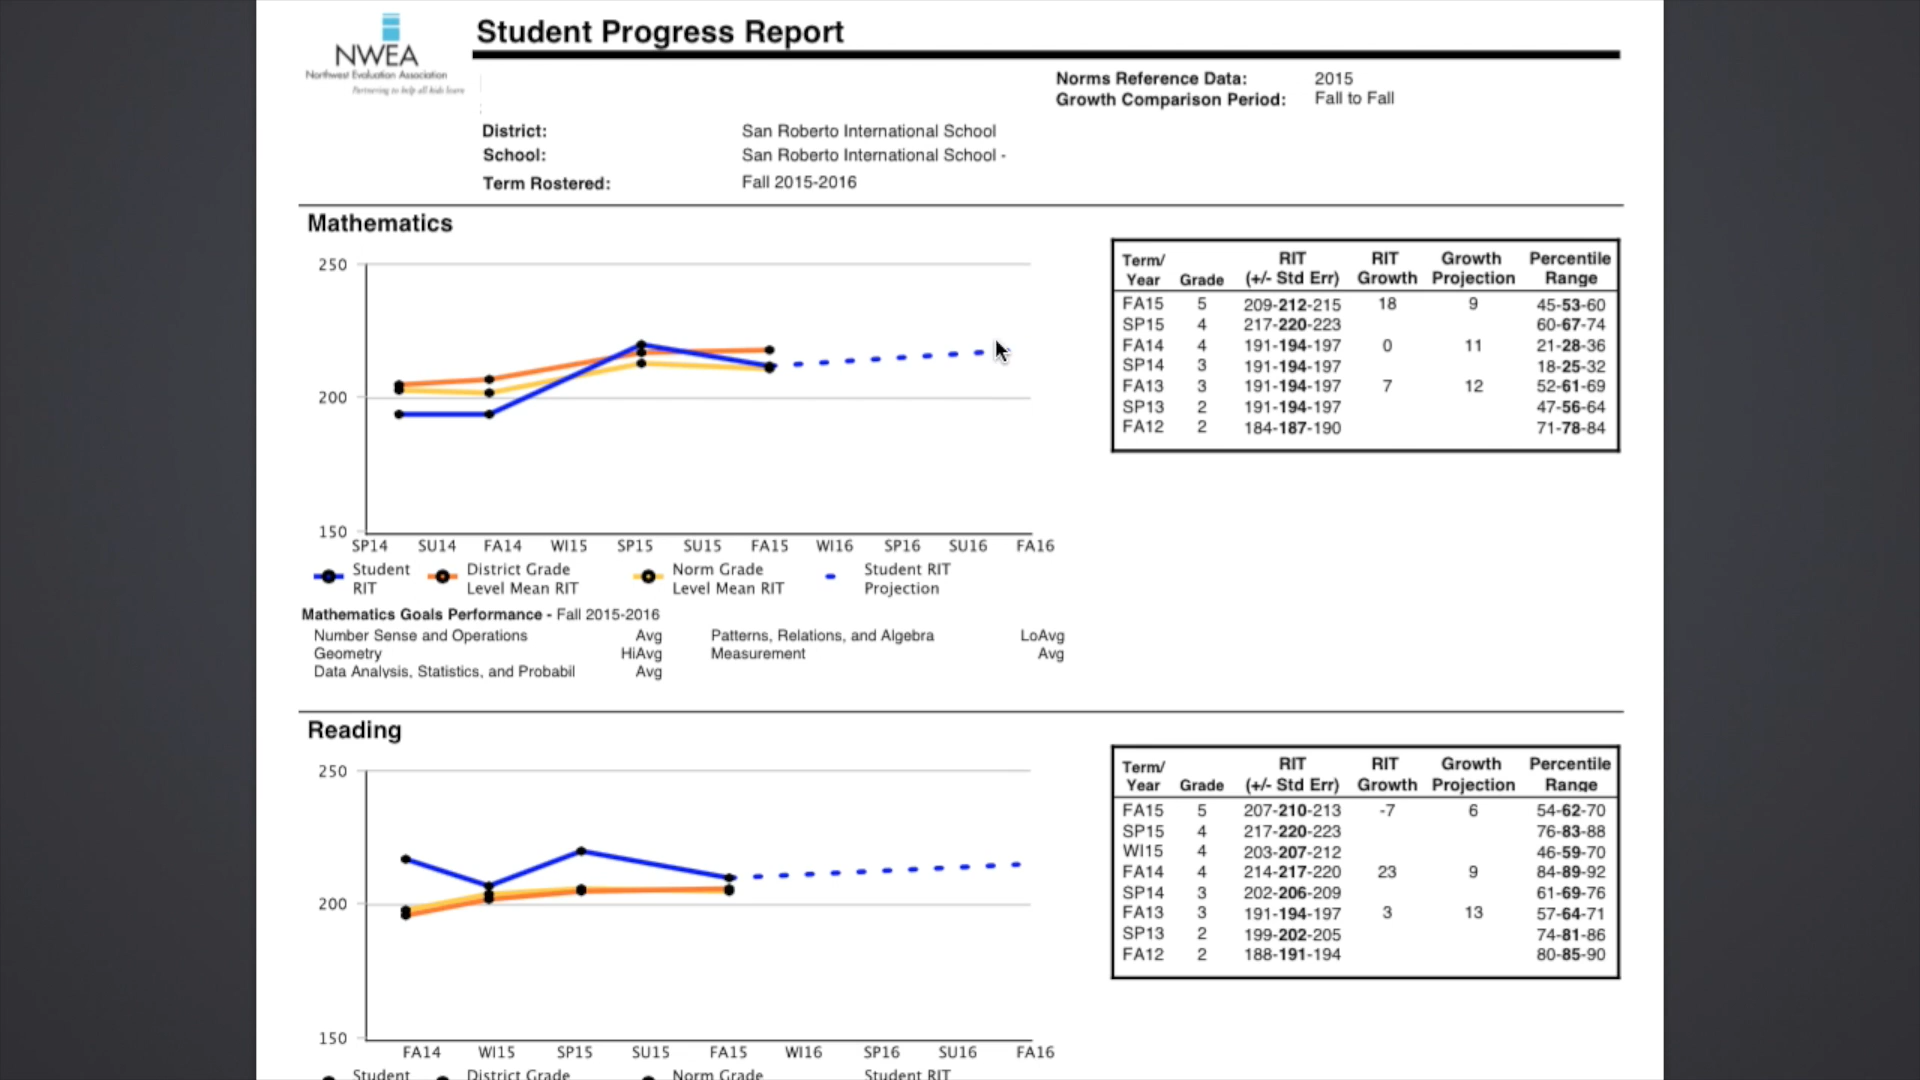 NWEA
Northwest Evaluation Association
Partnering to help all kids learn
Student Progress Report
Norms Reference Data: 2015
Growth Comparison Period: Fall to Fall
District: San Roberto International School
School: San Roberto International School -
Term Rostered: Fall 2015-2016
Mathematics
250
200
150
SP14 SU14 FA14 WI15 SP15 SU15 FA15 WI16 SP16 SU16 FA16
Student RIT
District Grade Level Mean RIT
Norm Grade Level Mean RIT
Student RIT Projection
Term/ Year Grade RIT (+/- Std Err) RIT Growth Growth Projection Percentile Range
FA15 5 209-212-215 18 9 45-53-60
SP15 4 217-220-223 60-67-74
FA14 4 191-194-197 0 11 21-28-36
SP14 3 191-194-197 18-25-32
FA13 3 191-194-197 7 12 52-61-69
SP13 2 191-194-197 47-56-64
FA12 2 184-187-190 71-78-84
Mathematics Goals Performance - Fall 2015-2016
Number Sense and Operations Avg Patterns, Relations, and Algebra LoAvg
Geometry HiAvg Measurement Avg
Data Analysis, Statistics, and Probabil Avg
Reading
250
200
150
FA14 WI15 SP15 SU15 FA15 WI16 SP16 SU16 FA16
Student District Grade Norm Grade Student RIT
Term/ Year Grade RIT (+/- Std Err) RIT Growth Growth Projection Percentile Range
FA15 5 207-210-213 -7 6 54-62-70
SP15 4 217-220-223 76-83-88
WI15 4 203-207-212 46-59-70
FA14 4 214-217-220 23 9 84-89-92
SP14 3 202-206-209 61-69-76
FA13 3 191-194-197 3 13 57-64-71
SP13 2 199-202-205 74-81-86
FA12 2 188-191-194 80-85-90